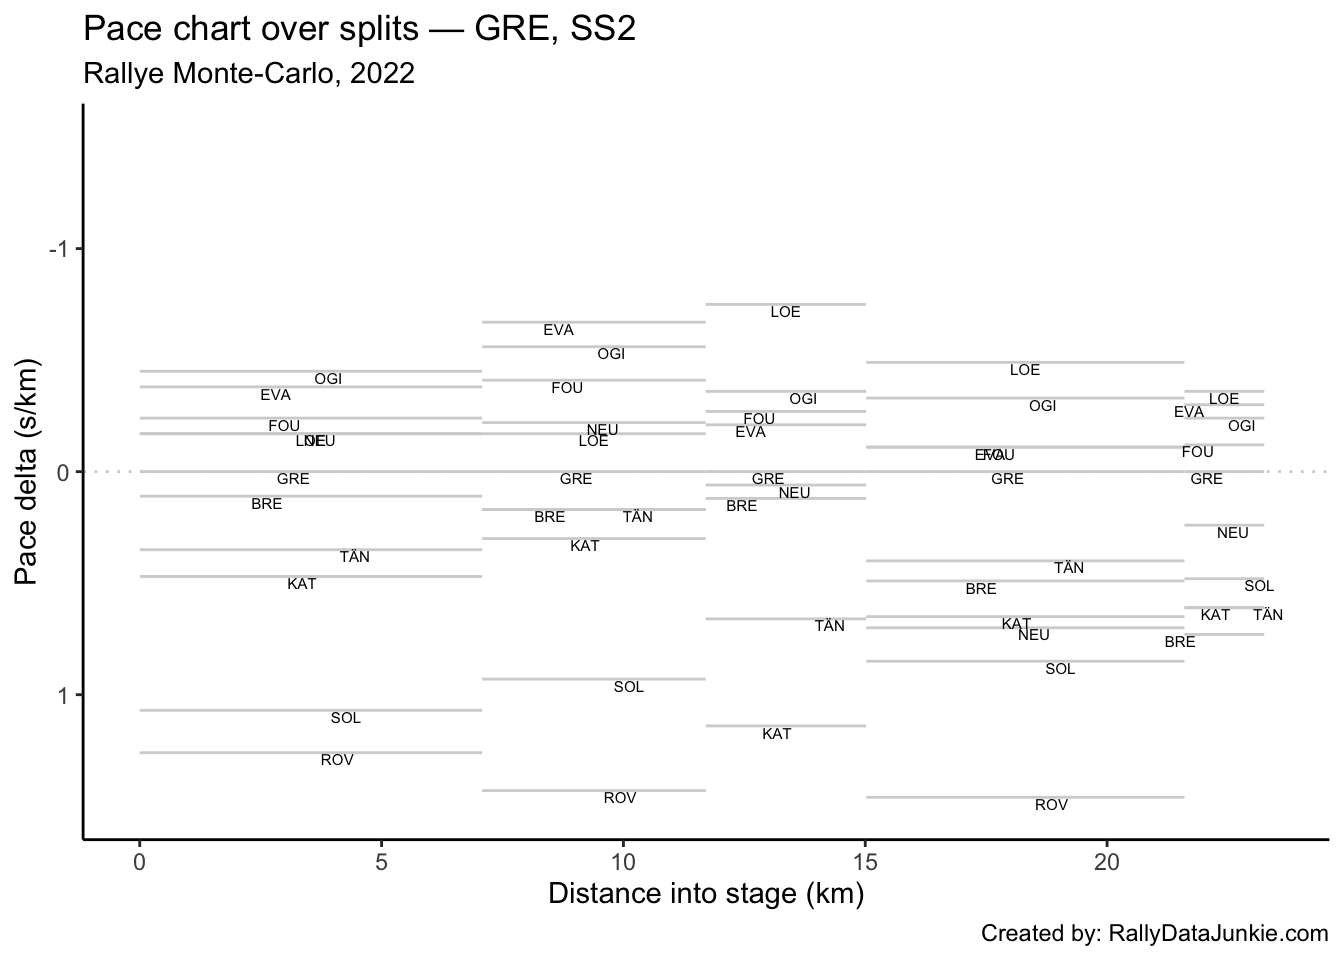 Pace chart over splits — GRE, SS2
Rallye Monte-Carlo, 2022
Pace delta (s/km)
-1
0
1
OGI
EVA
FOU
LOE
NEU
GRE
BRE
TÄN
KAT
SOL
ROV
EVA
OGI
FOU
NEU
LOE
GRE
BRE
TÄN
KAT
SOL
ROV
LOE
OGI
FOU
EVA
GRE
NEU
BRE
TÄN
KAT
LOE
OGI
EVA
FOU
GRE
TÄN
BRE
KAT
NEU
SOL
ROV
LOE
EVA
OGI
FOU
GRE
NEU
SOL
KAT
TÄN
BRE
0 5 10 15 20
Distance into stage (km)
Created by: RallyDataJunkie.com